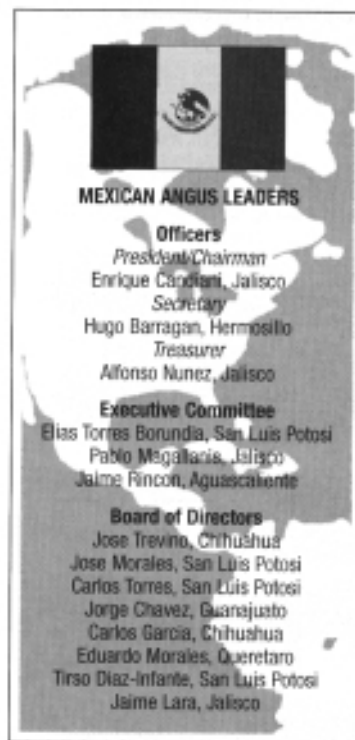 MEXICAN ANGUS LEADERS
Officers
President/Chairman
Enrique Candiani, Jalisco
Secretary
Hugo Barragan, Hermosillo
Treasurer
Alfonso Nunez, Jalisco
Executive Committee
Elias Torres Borundia, San Luis Potosi
Pablo Magallanis, Jalisco
Jaime Rincon, Aguascaliente
Board of Directors
Jose Trevino, Chihuahua
Jose Morales, San Luis Potosi
Carlos Torres, San Luis Potosi
Jorge Chavez, Guanajuato
Carlos Garcia, Chihuahua
Eduardo Morales, Queretaro
Tirso Diaz-Infante, San Luis Potosi
Jaime Lara, Jalisco